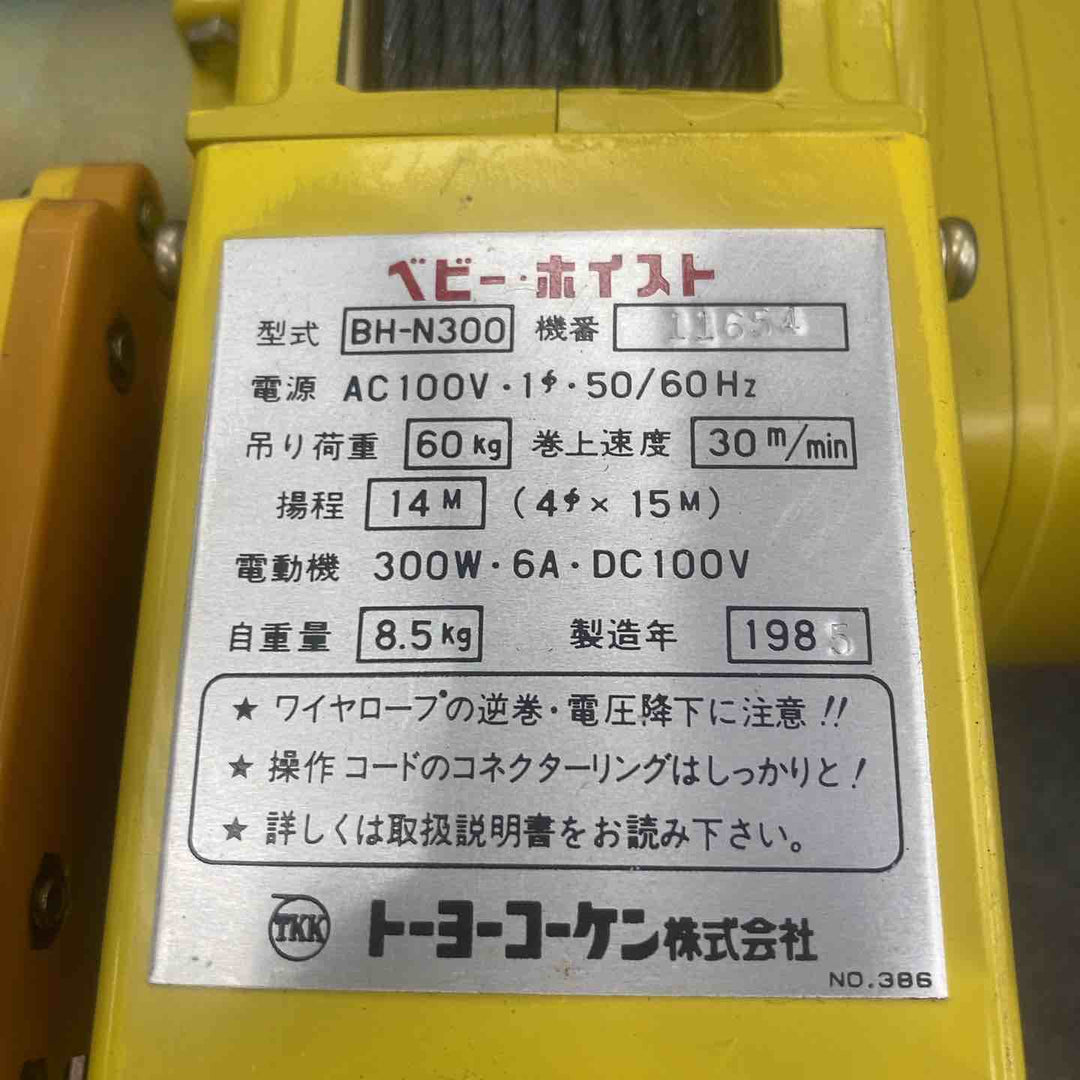 ベビー・ホイスト
型式 BH-N300 機番 11654
電源 AC100V・1φ・50/60Hz
吊り荷重 60kg 巻上速度 30m/min
揚程 14M (4φ× 15M)
電動機 300W・6A・DC100V
自重量 8.5kg 製造年 1985
★ ワイヤロープの逆巻・電圧降下に注意!!
★ 操作コードのコネクターリングはしっかりと!
★ 詳しくは取扱説明書をお読み下さい。
TKK トーヨーコーケン株式会社
NO.386